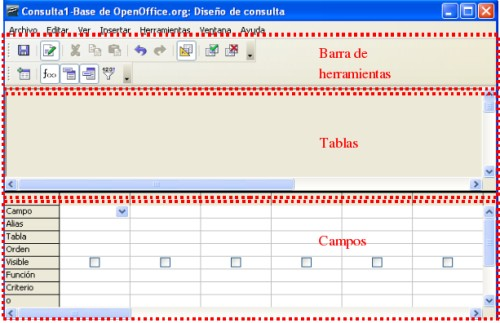 Consulta1-Base de OpenOffice.org: Diseño de consulta
Archivo Editar Ver Insertar Herramientas Ventana Ayuda
Barra de
herramientas
Tablas
Campo
Alias
Tabla
Orden
Visible
Función
Criterio
o
Campos